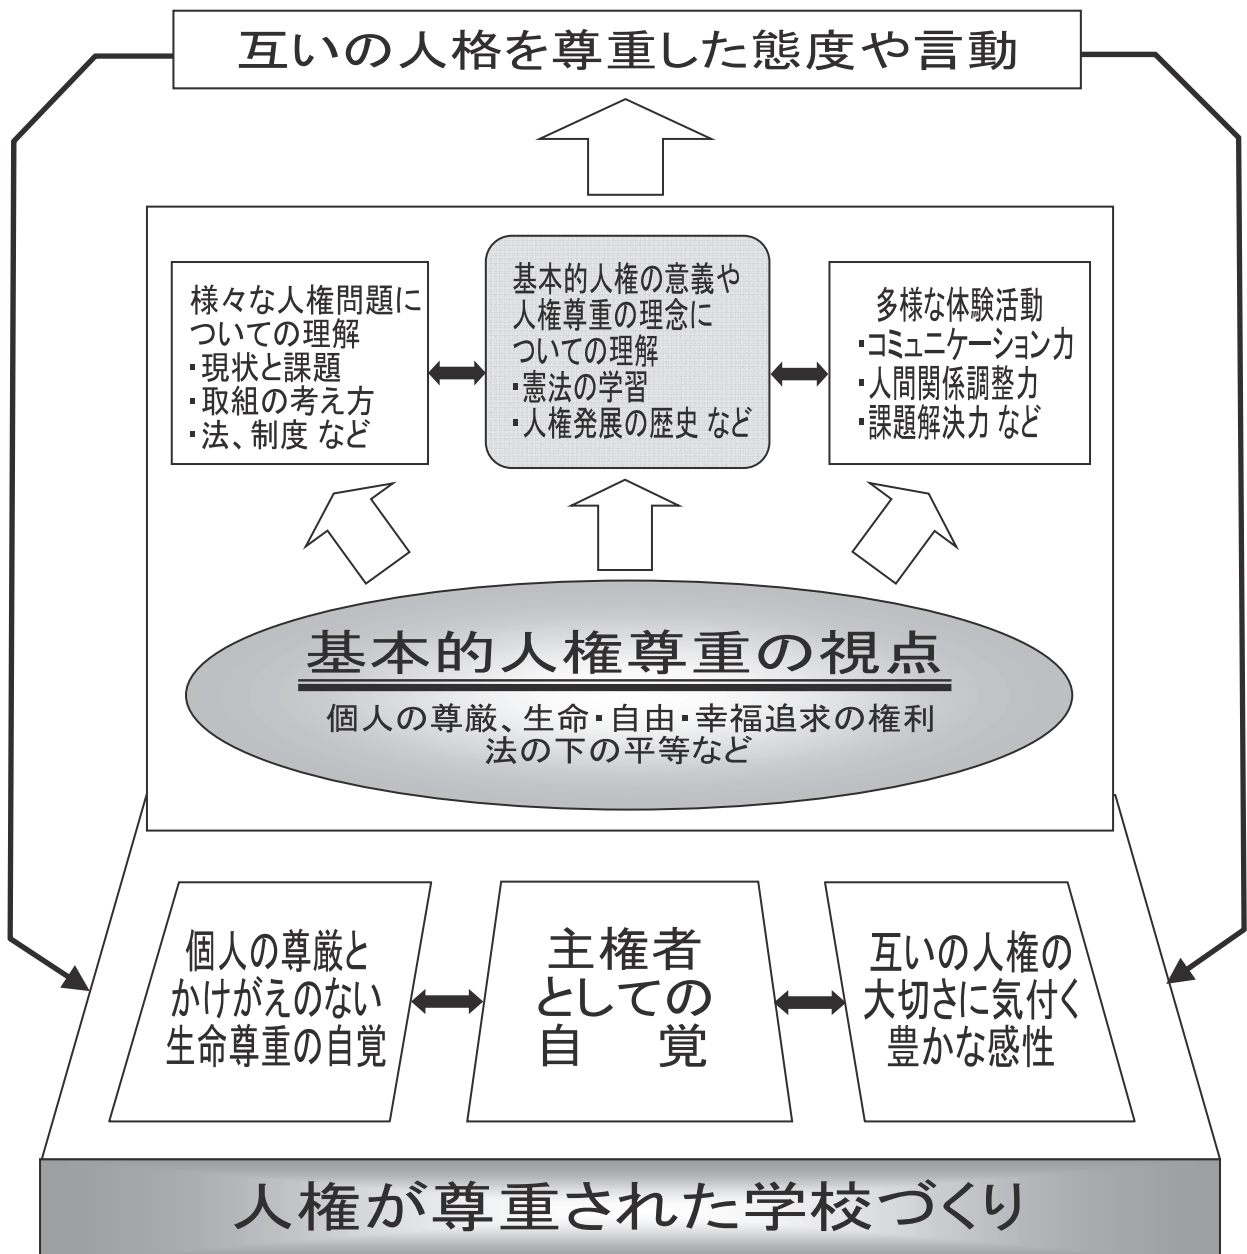 互いの人格を尊重した態度や言動
様々な人権問題に
ついての理解
・現状と課題
・取組の考え方
・法、制度 など
基本的人権の意義や
人権尊重の理念に
ついての理解
・憲法の学習
・人権発展の歴史 など
多様な体験活動
・コミュニケーション力
・人間関係調整力
・課題解決力 など
基本的人権尊重の視点
個人の尊厳、生命・自由・幸福追求の権利
法の下の平等など
個人の尊厳と
かけがえのない
生命尊重の自覚
主権者
としての
自　覚
互いの人権の
大切さに気付く
豊かな感性
人権が尊重された学校づくり